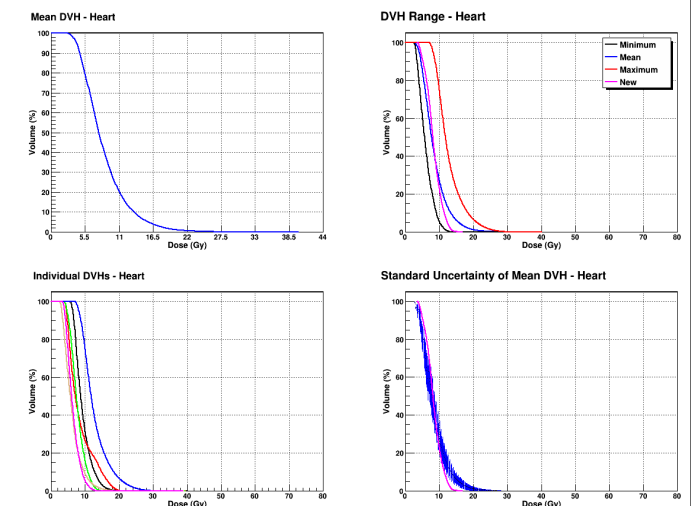 Mean DVH - Heart
Volume (%)
100
90
80
70
60
50
40
30
20
10
0
0 5.5 11 16.5 22 27.5 33 38.5 44
Dose (Gy)
DVH Range - Heart
Minimum
Mean
Maximum
New
Volume (%)
100
80
60
40
20
0
0 10 20 30 40 50 60 70 80
Dose (Gy)
Individual DVHs - Heart
Volume (%)
100
80
60
40
20
0
0 10 20 30 40 50 60 70 80
Dose (Gy)
Standard Uncertainty of Mean DVH - Heart
Volume (%)
100
80
60
40
20
0
0 10 20 30 40 50 60 70 80
Dose (Gy)